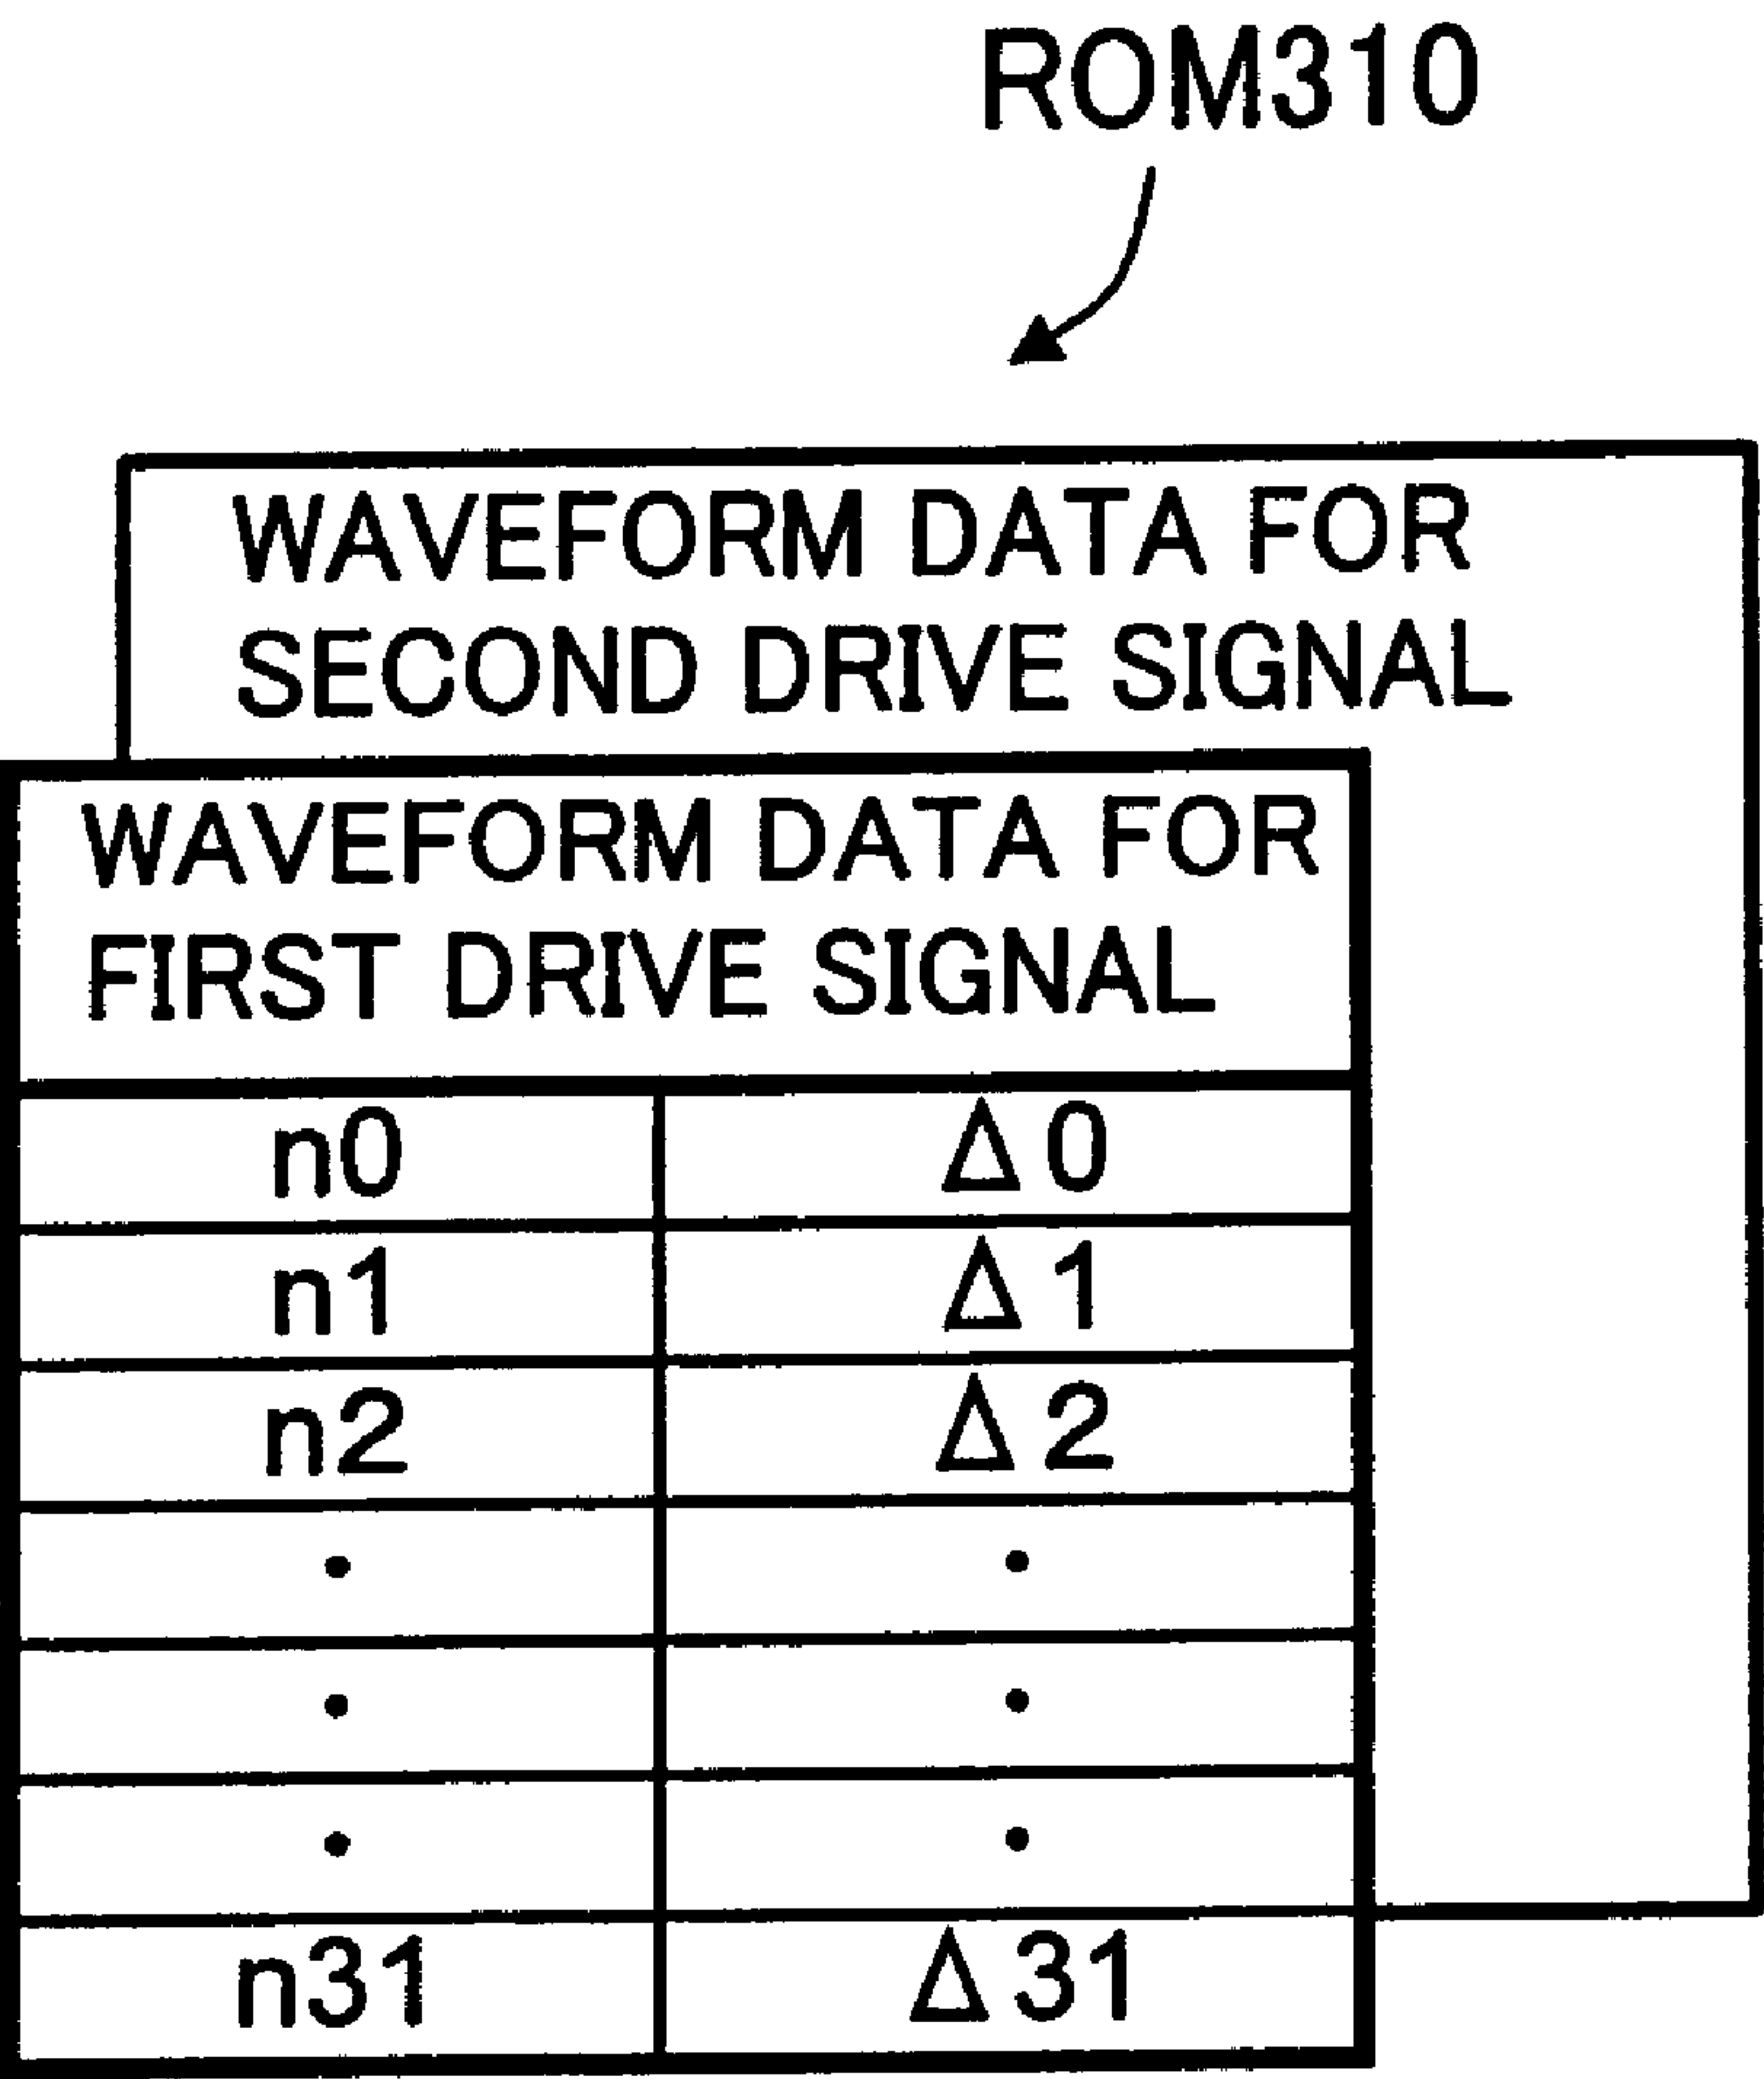 ROM310
WAVEFORM DATA FOR
SECOND DRIVE SIGNAL
WAVEFORM DATA FOR
FIRST DRIVE SIGNAL
n0 Δ0
n1 Δ1
n2 Δ2
• •
• •
• •
n31 Δ31